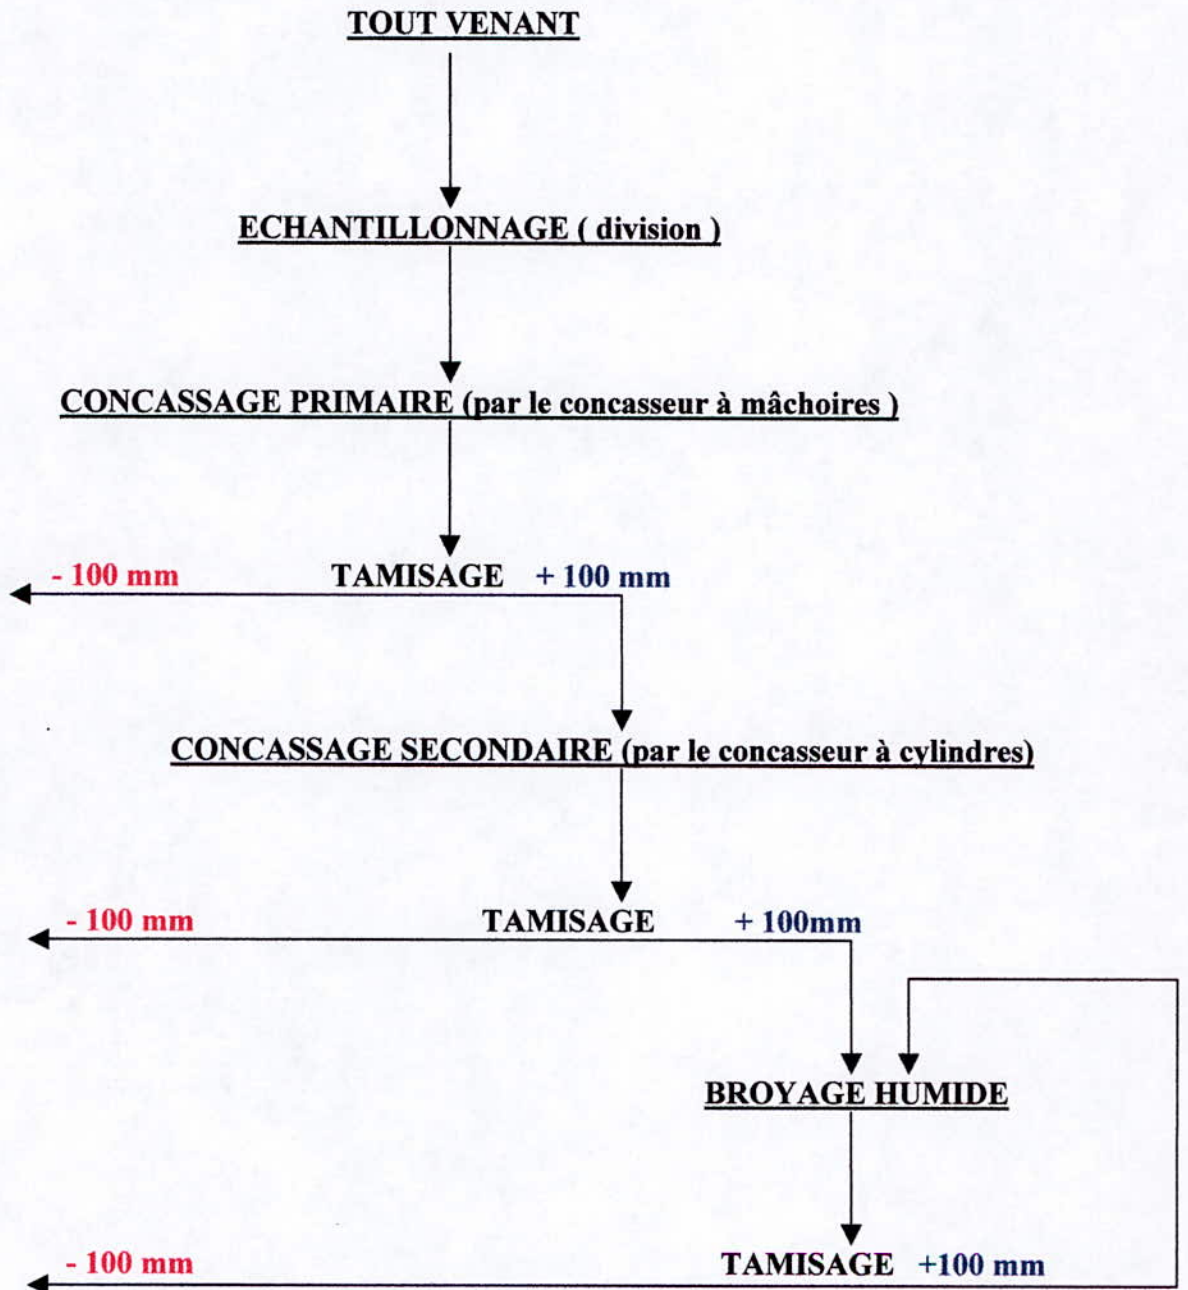 TOUT VENANT
ECHANTILLONNAGE ( division )
CONCASSAGE PRIMAIRE (par le concasseur à mâchoires )
- 100 mm TAMISAGE + 100 mm
CONCASSAGE SECONDAIRE (par le concasseur à cylindres)
- 100 mm TAMISAGE + 100mm
BROYAGE HUMIDE
- 100 mm TAMISAGE +100 mm